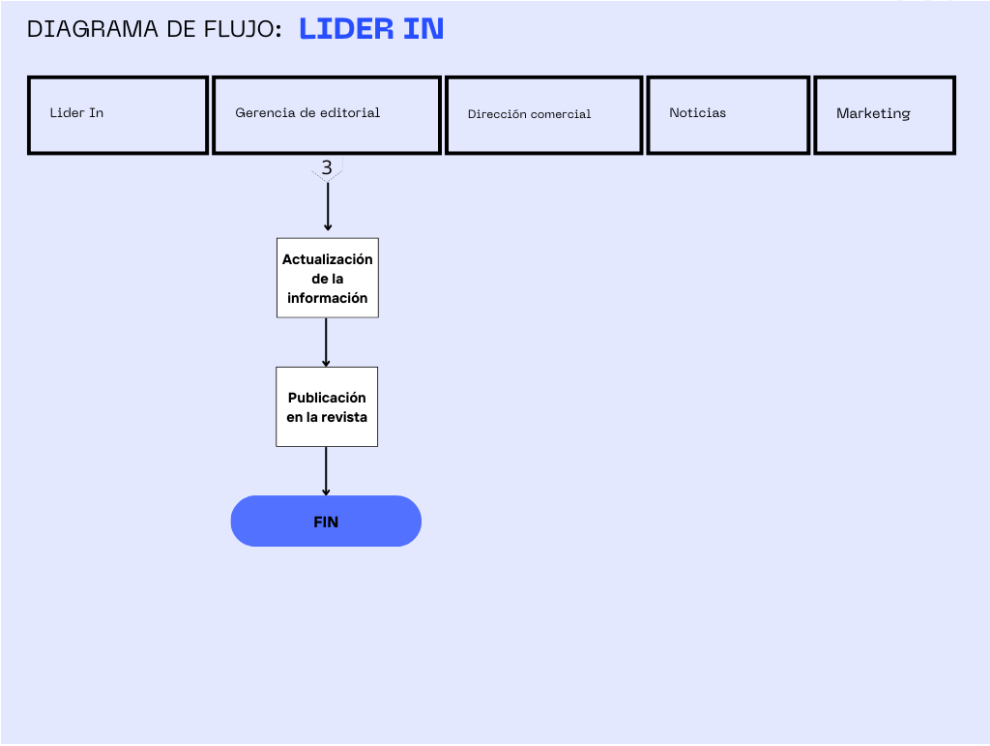 DIAGRAMA DE FLUJO: LIDER IN
Lider In
Gerencia de editorial
Dirección comercial
Noticias
Marketing
3
Actualización
de la
información
Publicación
en la revista
FIN